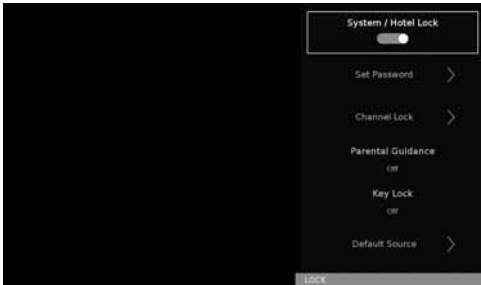 System / Hotel Lock
Set Password
Channel Lock
Parental Guidance
Off
Key Lock
Off
Default Source
LOCK